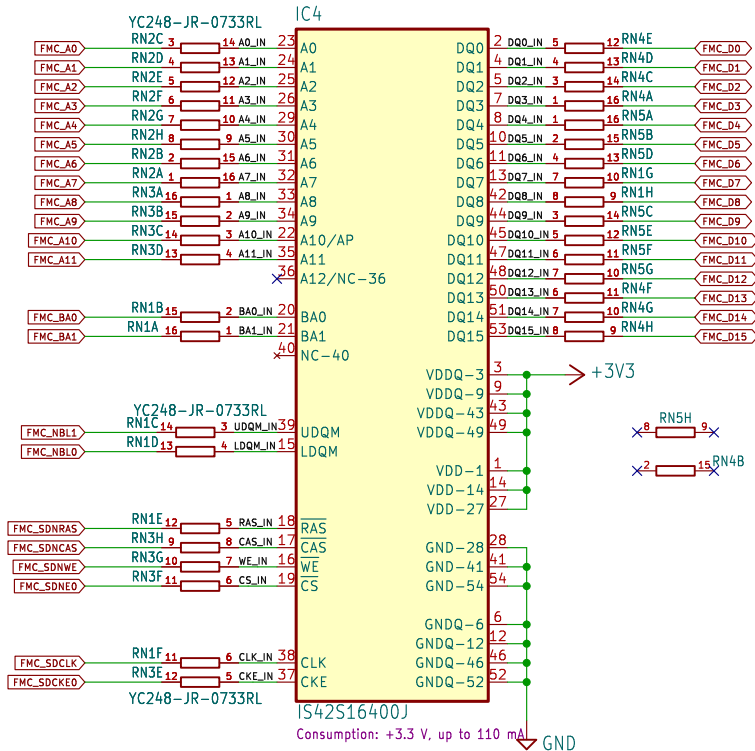 IC4
YC248-JR-0733RL
FMC_A0 RN2C 3 14 A0_IN 23 A0 DQ0 2 DQ0_IN 5 12 RN4E FMC_D0
FMC_A1 RN2D 4 13 A1_IN 24 A1 DQ1 4 DQ1_IN 4 13 RN4D FMC_D1
FMC_A2 RN2E 5 12 A2_IN 25 A2 DQ2 5 DQ2_IN 3 14 RN4C FMC_D2
FMC_A3 RN2F 6 11 A3_IN 26 A3 DQ3 7 DQ3_IN 1 16 RN4A FMC_D3
FMC_A4 RN2G 7 10 A4_IN 29 A4 DQ4 8 DQ4_IN 1 16 RN5A FMC_D4
FMC_A5 RN2H 8 9 A5_IN 30 A5 DQ5 10 DQ5_IN 2 15 RN5B FMC_D5
FMC_A6 RN2B 2 15 A6_IN 31 A6 DQ6 11 DQ6_IN 4 13 RN5D FMC_D6
FMC_A7 RN2A 1 16 A7_IN 32 A7 DQ7 13 DQ7_IN 7 10 RN1G FMC_D7
FMC_A8 RN3A 16 1 A8_IN 33 A8 DQ8 42 DQ8_IN 8 9 RN1H FMC_D8
FMC_A9 RN3B 15 2 A9_IN 34 A9 DQ9 44 DQ9_IN 3 14 RN5C FMC_D9
FMC_A10 RN3C 14 3 A10_IN 22 A10/AP DQ10 45 DQ10_IN 5 12 RN5E FMC_D10
FMC_A11 RN3D 13 4 A11_IN 35 A11 DQ11 47 DQ11_IN 6 11 RN5F FMC_D11
36 A12/NC-36 DQ12 48 DQ12_IN 7 10 RN5G FMC_D12
DQ13 50 DQ13_IN 6 11 RN4F FMC_D13
FMC_BA0 RN1B 15 2 BA0_IN 20 BA0 DQ14 51 DQ14_IN 7 10 RN4G FMC_D14
FMC_BA1 RN1A 16 1 BA1_IN 21 BA1 DQ15 53 DQ15_IN 8 9 RN4H FMC_D15
40 NC-40
VDDQ-3 3 +3V3
VDDQ-9 9
YC248-JR-0733RL VDDQ-43 43
FMC_NBL1 RN1C 14 3 UDQM_IN 39 UDQM VDDQ-49 49 8 RN5H 9
FMC_NBL0 RN1D 13 4 LDQM_IN 15 LDQM
VDD-1 1 2 15 RN4B
VDD-14 14
VDD-27 27
FMC_SDNRAS RN1E 12 5 RAS_IN 18 RAS
FMC_SDNCAS RN3H 9 8 CAS_IN 17 CAS GND-28 28
FMC_SDNWE RN3G 10 7 WE_IN 16 WE GND-41 41
FMC_SDNE0 RN3F 11 6 CS_IN 19 CS GND-54 54
GNDQ-6 6
GNDQ-12 12
FMC_SDCLK RN1F 11 6 CLK_IN 38 CLK GNDQ-46 46
FMC_SDCKE0 RN3E 12 5 CKE_IN 37 CKE GNDQ-52 52
YC248-JR-0733RL
IS42S16400J
Consumption: +3.3 V, up to 110 mA
GND